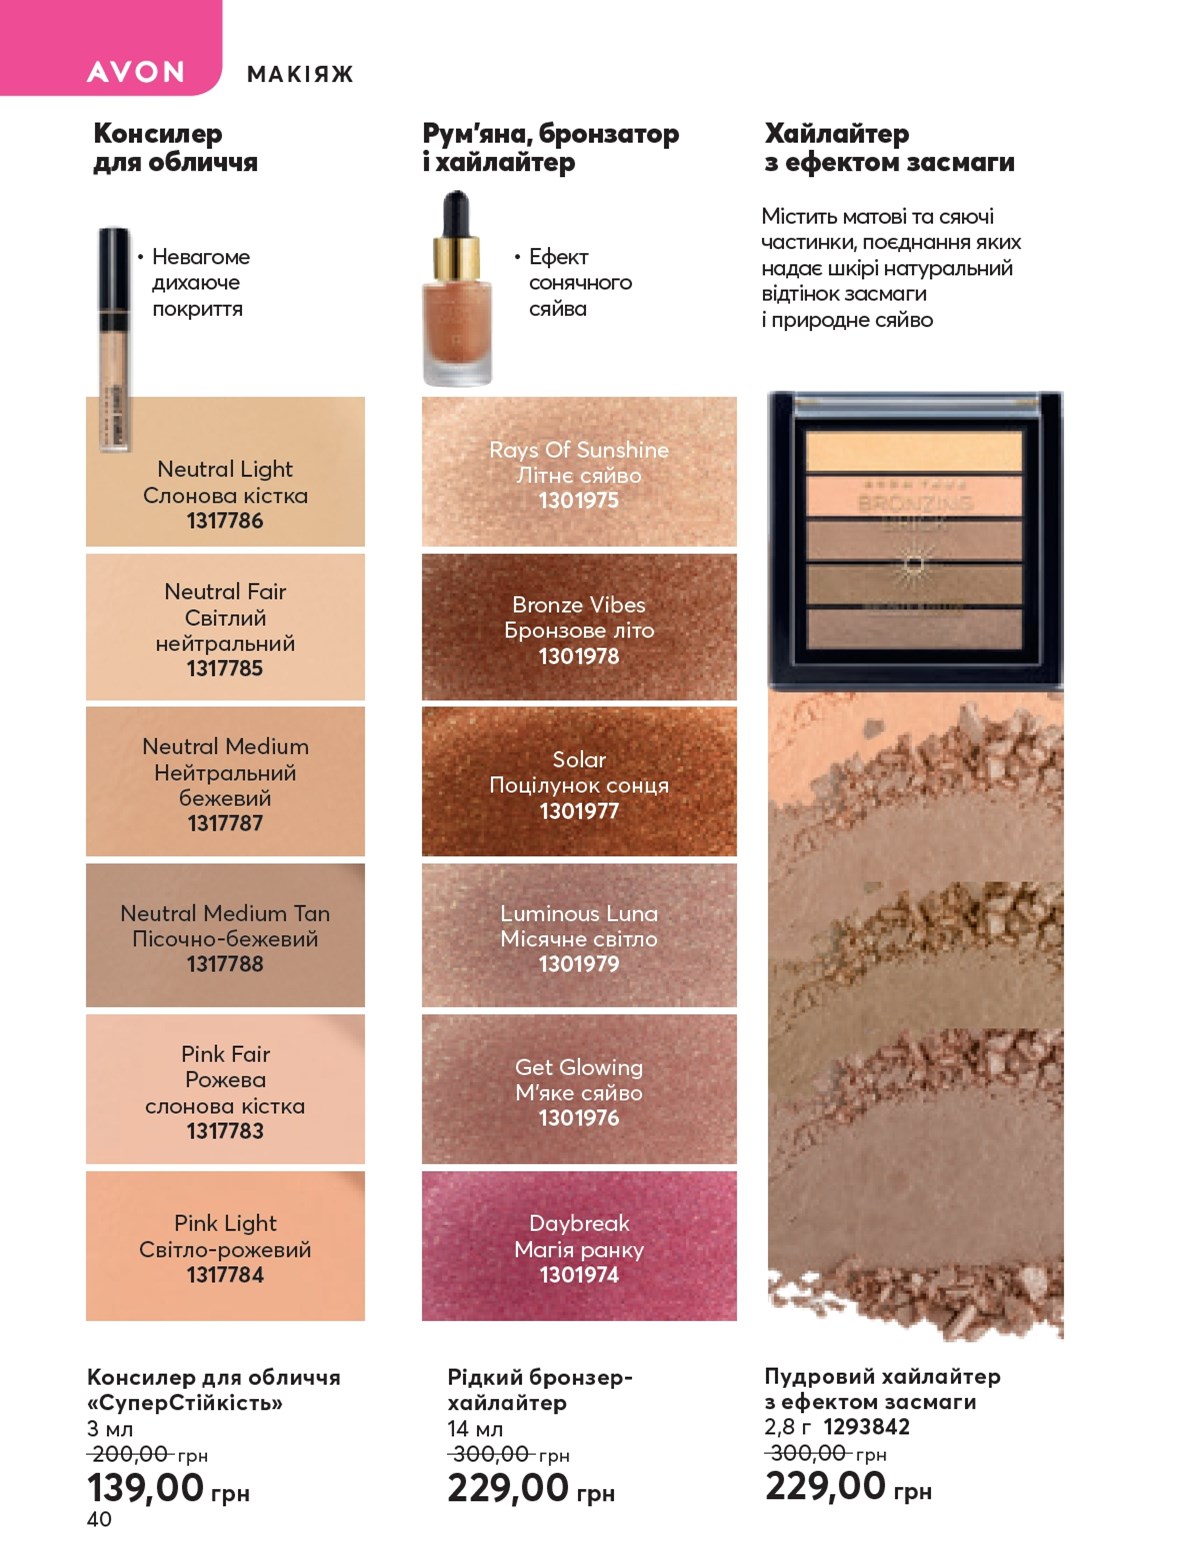 AVON
МАКІЯЖ
Консилер
для обличчя
• Невагоме
дихаюче
покриття
Neutral Light
Слонова кістка
1317786
Neutral Fair
Світлий
нейтральний
1317785
Neutral Medium
Нейтральний
бежевий
1317787
Neutral Medium Tan
Пісочно-бежевий
1317788
Pink Fair
Рожева
слонова кістка
1317783
Pink Light
Світло-рожевий
1317784
Консилер для обличчя
«СуперСтійкість»
3 мл
200,00 грн
139,00 грн
Рум'яна, бронзатор
і хайлайтер
• Ефект
сонячного
сяйва
Rays Of Sunshine
Літнє сяйво
1301975
Bronze Vibes
Бронзове літо
1301978
Solar
Поцілунок сонця
1301977
Luminous Luna
Місячне світло
1301979
Get Glowing
М'яке сяйво
1301976
Daybreak
Магія ранку
1301974
Рідкий бронзер-
хайлайтер
14 мл
300,00 грн
229,00 грн
Хайлайтер
з ефектом засмаги
Містить матові та сяючі
частинки, поєднання яких
надає шкірі натуральний
відтінок засмаги
і природне сяйво
BRONZING
Пудровий хайлайтер
з ефектом засмаги
2,8 г 1293842
300,00 грн
229,00 грн
40